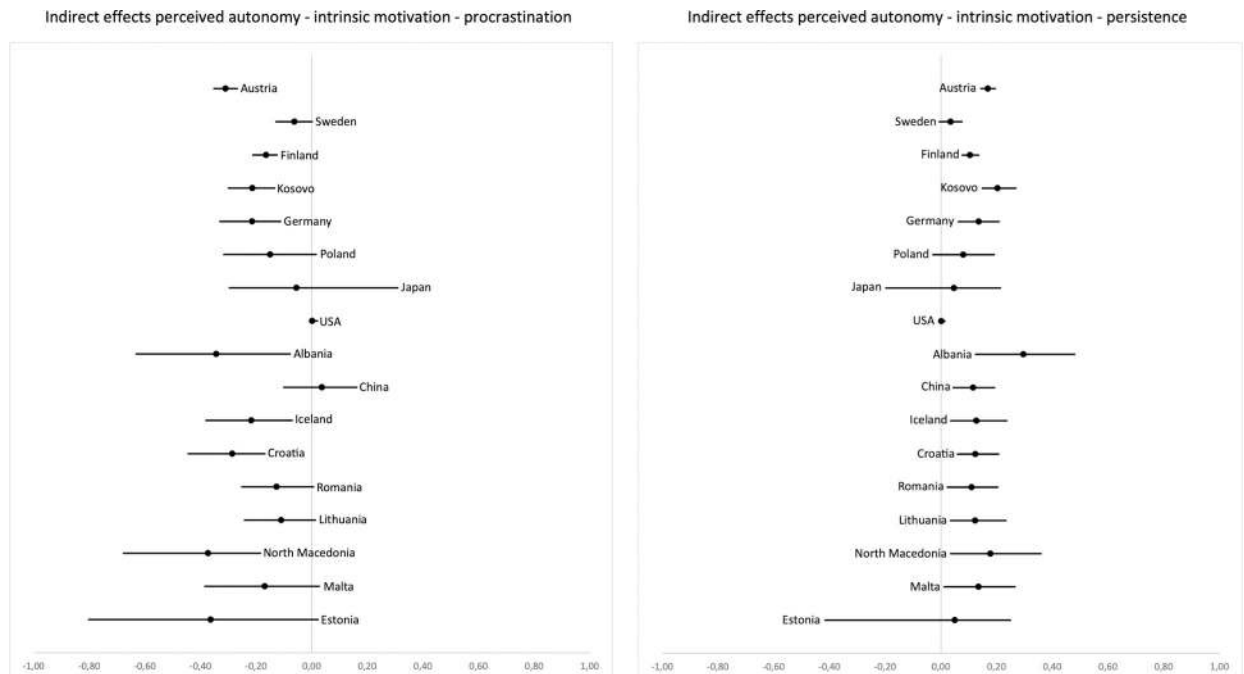 Indirect effects perceived autonomy - intrinsic motivation - procrastination
Austria
Sweden
Finland
Kosovo
Germany
Poland
Japan
USA
Albania
China
Iceland
Croatia
Romania
Lithuania
North Macedonia
Malta
Estonia
-1,00 -0,80 -0,60 -0,40 -0,20 0,00 0,20 0,40 0,60 0,80 1,00
Indirect effects perceived autonomy - intrinsic motivation - persistence
Austria
Sweden
Finland
Kosovo
Germany
Poland
Japan
USA
Albania
China
Iceland
Croatia
Romania
Lithuania
North Macedonia
Malta
Estonia
-1,00 -0,80 -0,60 -0,40 -0,20 0,00 0,20 0,40 0,60 0,80 1,00